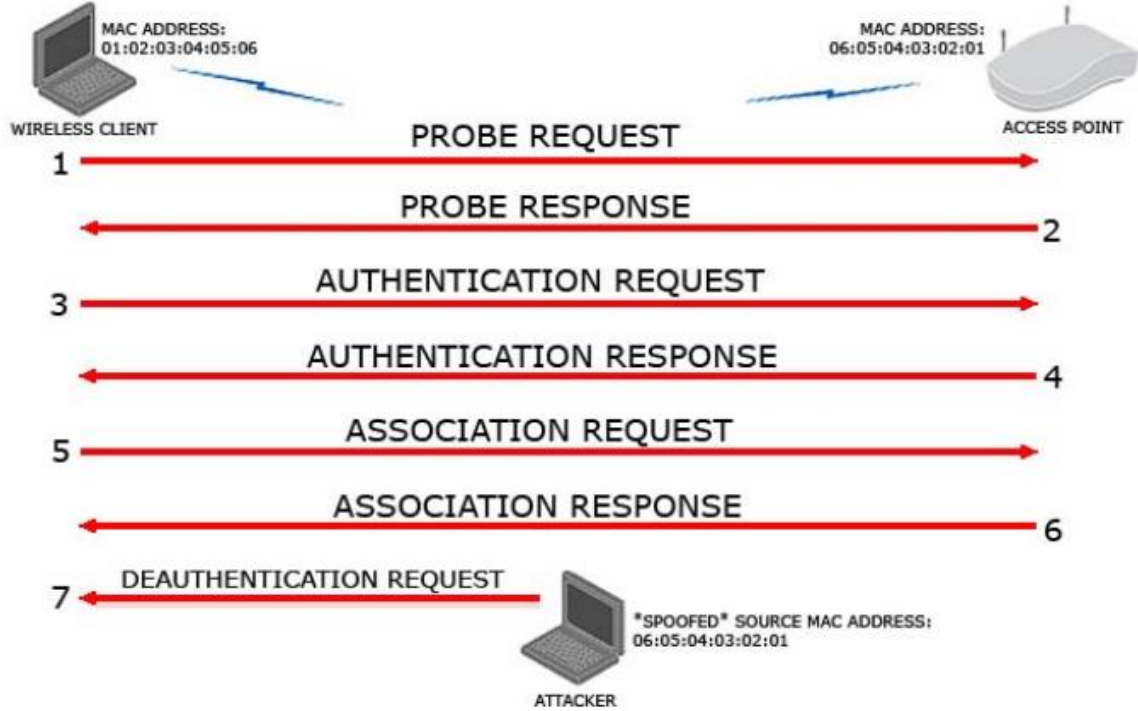 MAC ADDRESS:
01:02:03:04:05:06
MAC ADDRESS:
06:05:04:03:02:01
WIRELESS CLIENT
ACCESS POINT
PROBE REQUEST
1
PROBE RESPONSE
2
AUTHENTICATION REQUEST
3
AUTHENTICATION RESPONSE
4
ASSOCIATION REQUEST
5
ASSOCIATION RESPONSE
6
DEAUTHENTICATION REQUEST
7
*SPOOFED* SOURCE MAC ADDRESS:
06:05:04:03:02:01
ATTACKER